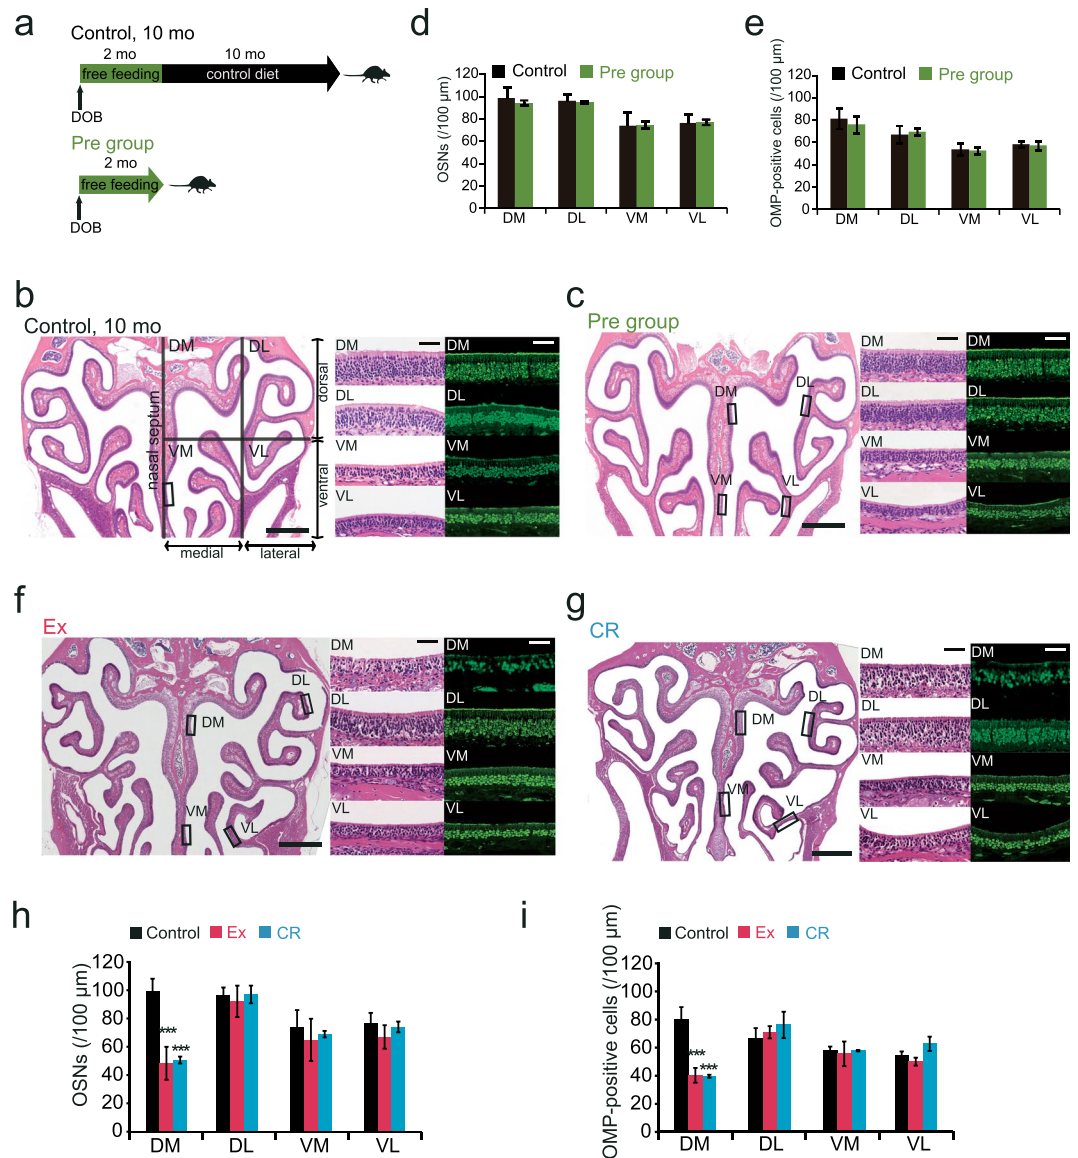 a
Control, 10 mo
2 mo
10 mo
free feeding
control diet
DOB
Pre group
2 mo
free feeding
DOB
d
Control
Pre group
OSNs (/100 µm)
120
100
80
60
40
20
0
DM
DL
VM
VL
e
Control
Pre group
OMP-positive cells (/100 µm)
120
100
80
60
40
20
0
DM
DL
VM
VL
b
Control, 10 mo
DM
DL
VM
VL
nasal septum
dorsal
ventral
medial
lateral
DM
DL
VM
VL
DM
DL
VM
VL
c
Pre group
DM
DL
VM
VL
DM
DL
VM
VL
DM
DL
VM
VL
f
Ex
DL
DM
VM
VL
DM
DL
VM
VL
DM
DL
VM
VL
g
CR
DL
DM
VM
VL
DM
DL
VM
VL
DM
DL
VM
VL
h
Control
Ex
CR
OSNs (/100 µm)
120
100
80
60
40
20
0
***
***
DM
DL
VM
VL
i
Control
Ex
CR
OMP-positive cells (/100 µm)
120
100
80
60
40
20
0
***
***
DM
DL
VM
VL